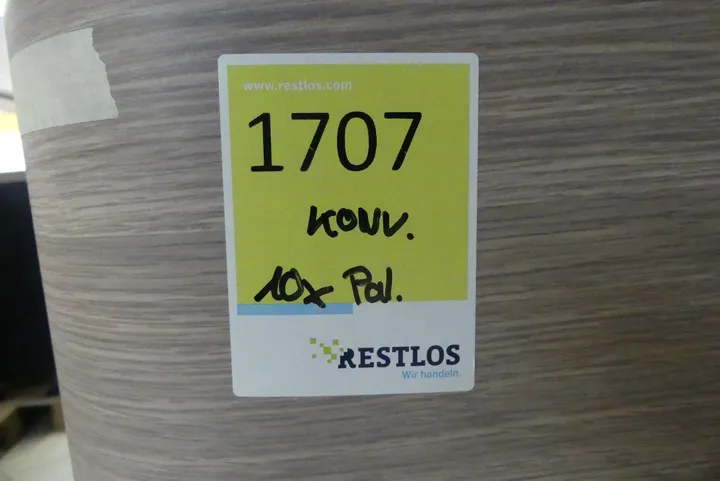 www.restlos.com
1707
KONV.
10x Pal.
RESTLOS
Wir handeln.